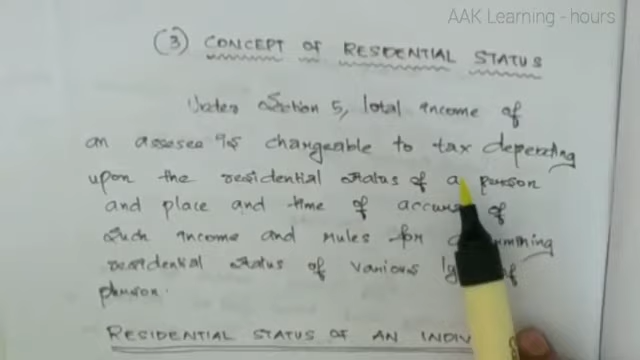 AAK Learning - hours
(3) CONCEPT OF RESIDENTIAL STATUS
Under Section 5, total income of
an assesee is chargeable to tax depending
upon the residential status of a person
and place and time of accural of
such income and rules for
residential status of various
person.
RESIDENTIAL STATUS OF AN